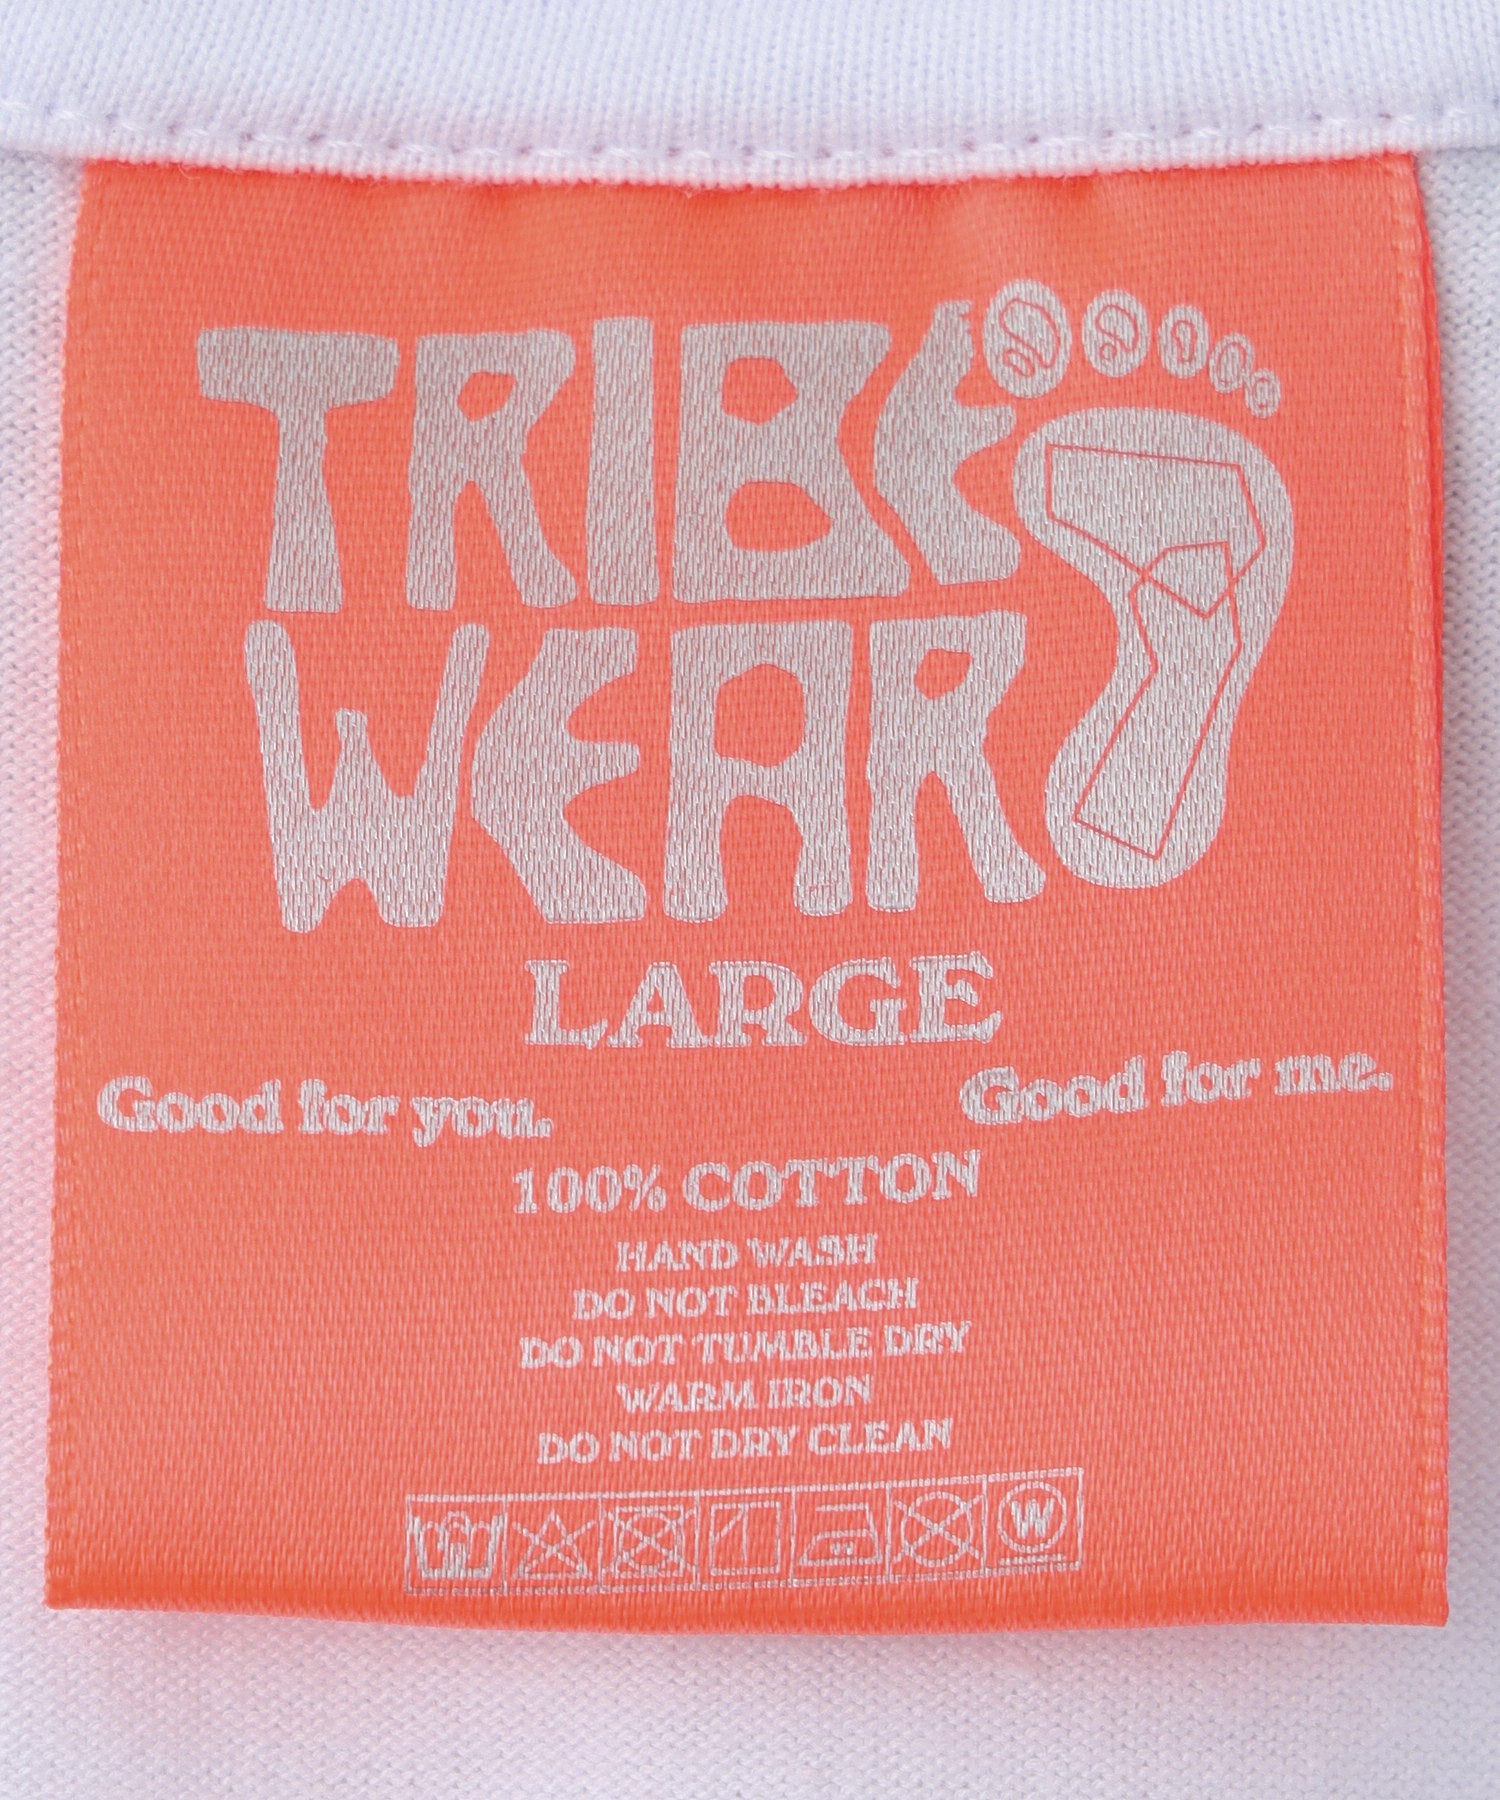 TRIBE
WEAR
LARGE
Good for you. Good for me.
100% COTTON
HAND WASH
DO NOT BLEACH
DO NOT TUMBLE DRY
WARM IRON
DO NOT DRY CLEAN
W